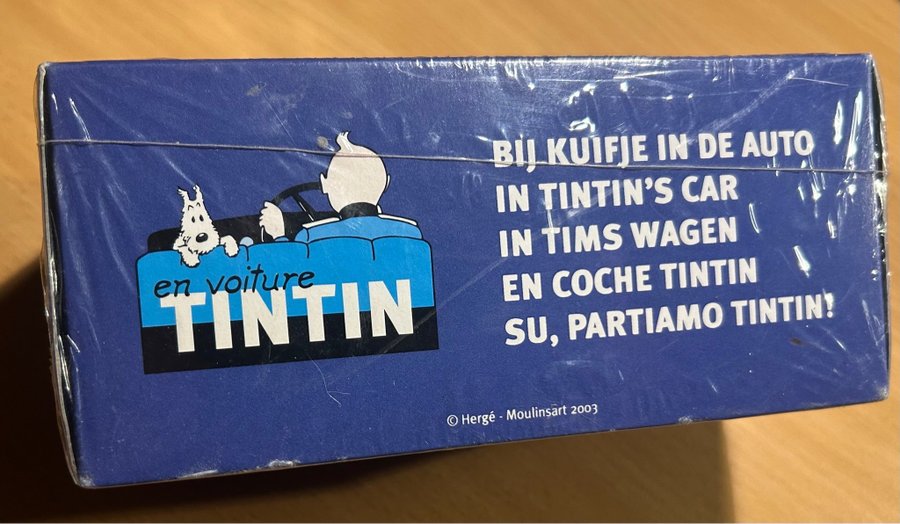 en voiture
TINTIN
BIJ KUIFJE IN DE AUTO
IN TINTIN'S CAR
IN TIMS WAGEN
EN COCHE TINTIN
SU, PARTIAMO TINTIN!
© Hergé - Moulinsart 2003